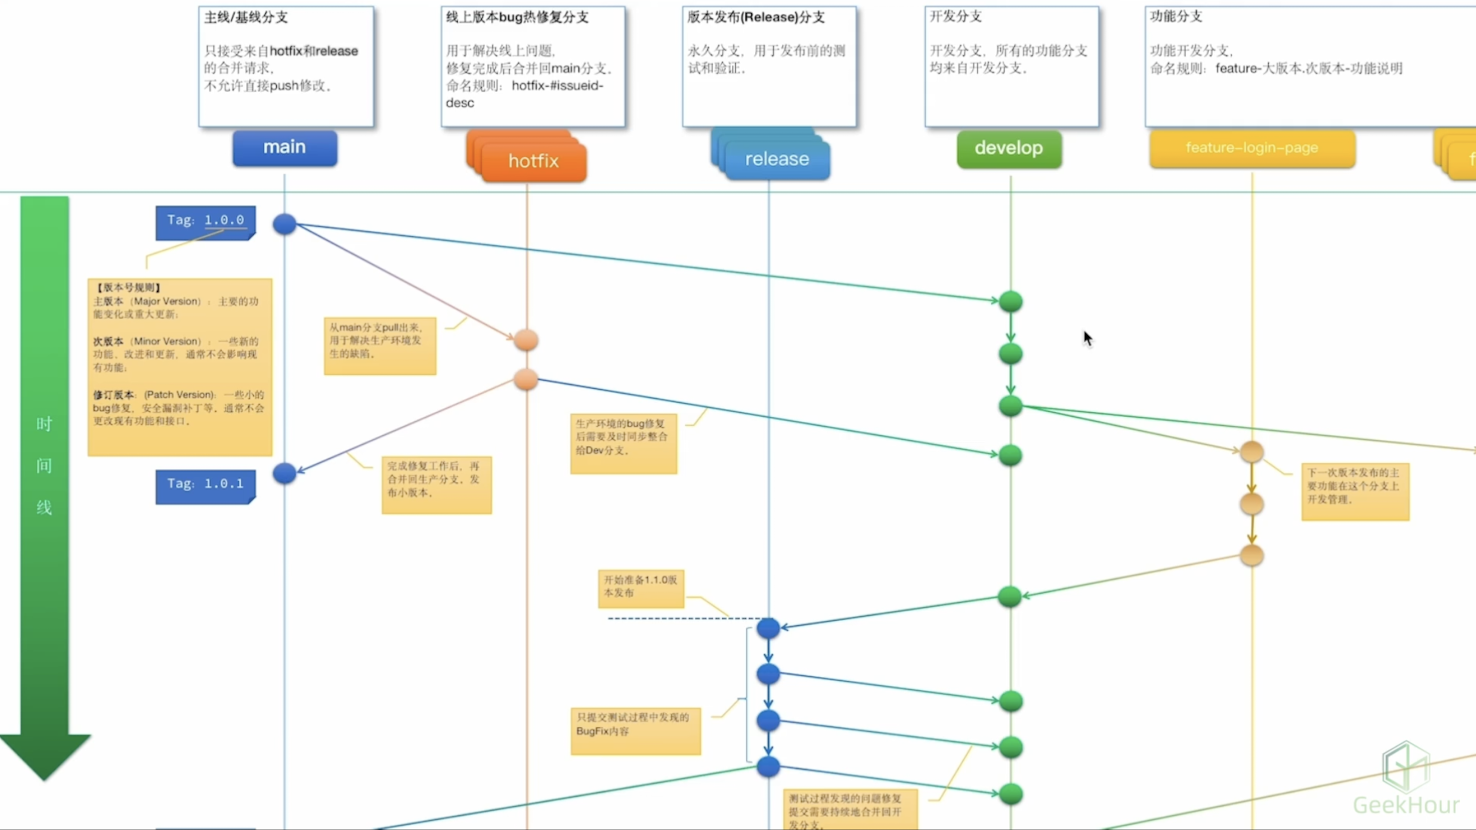 主线/基线分支
只接受来自hotfix和release
的合并请求，
不允许直接push修改。
线上版本bug热修复分支
用于解决线上问题，
修复完成后合并回main分支，
命名规则：hotfix-#issueid-
desc
版本发布(Release)分支
永久分支，用于发布前的测
试和验证。
开发分支
开发分支，所有的功能分支
均来自开发分支。
功能分支
功能开发分支，
命名规则：feature-大版本.次版本-功能说明
main
hotfix
release
develop
feature-login-page
f
Tag: 1.0.0
【版本号规则】
主版本（Major Version）：主要的功
能变化或重大更新；
次版本（Minor Version）：一些新的
功能、改进和更新，通常不会影响现
有功能；
修订版本：（Patch Version）：一些小的
bug修复，安全漏洞补丁等。通常不会
更改现有功能和接口。
时
间
线
从main分支pull出来，
用于解决生产环境发
生的缺陷。
生产环境的bug修复
后需要及时同步整合
给Dev分支。
完成修复工作后，再
合并回生产分支。发
布小版本。
Tag: 1.0.1
下一次版本发布的主
要功能在这个分支上
开发管理。
开始准备1.1.0版
本发布
只提交测试过程中发现的
BugFix内容
测试过程发现的问题修复
提交需要持续地合并回开
发分支。
GeekHour